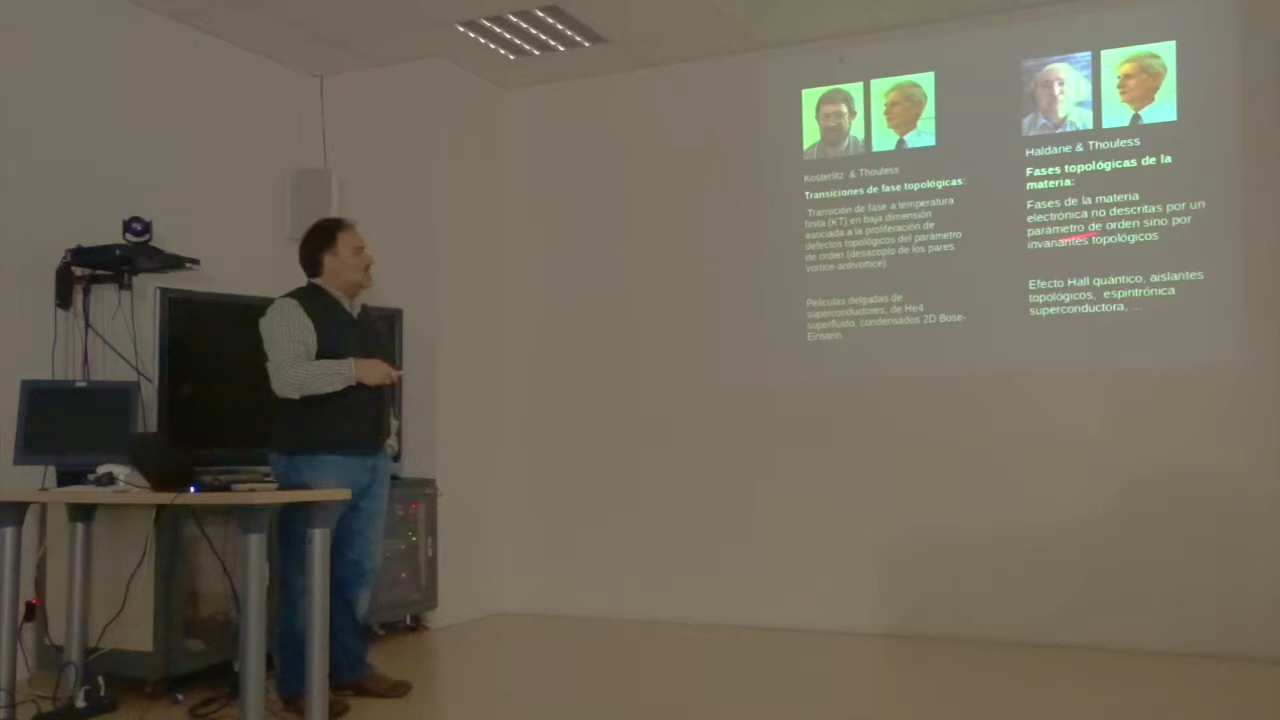 Kosterlitz & Thouless
Transiciones de fase topológicas:
Transición de fase a temperatura
finita (KT) en baja dimensión
asociada a la proliferación de
defectos topológicos del parámetro
de orden (desacoplo de los pares
vortice-antivortice)
Películas delgadas de
superconductores, de He4
superfluido, condensados 2D Bose-
Einstein
Haldane & Thouless
Fases topológicas de la
materia:
Fases de la materia
electrónica no descritas por un
parámetro de orden sino por
invariantes topológicos
Efecto Hall quántico, aislantes
topológicos, espintrónica
superconductora, ...